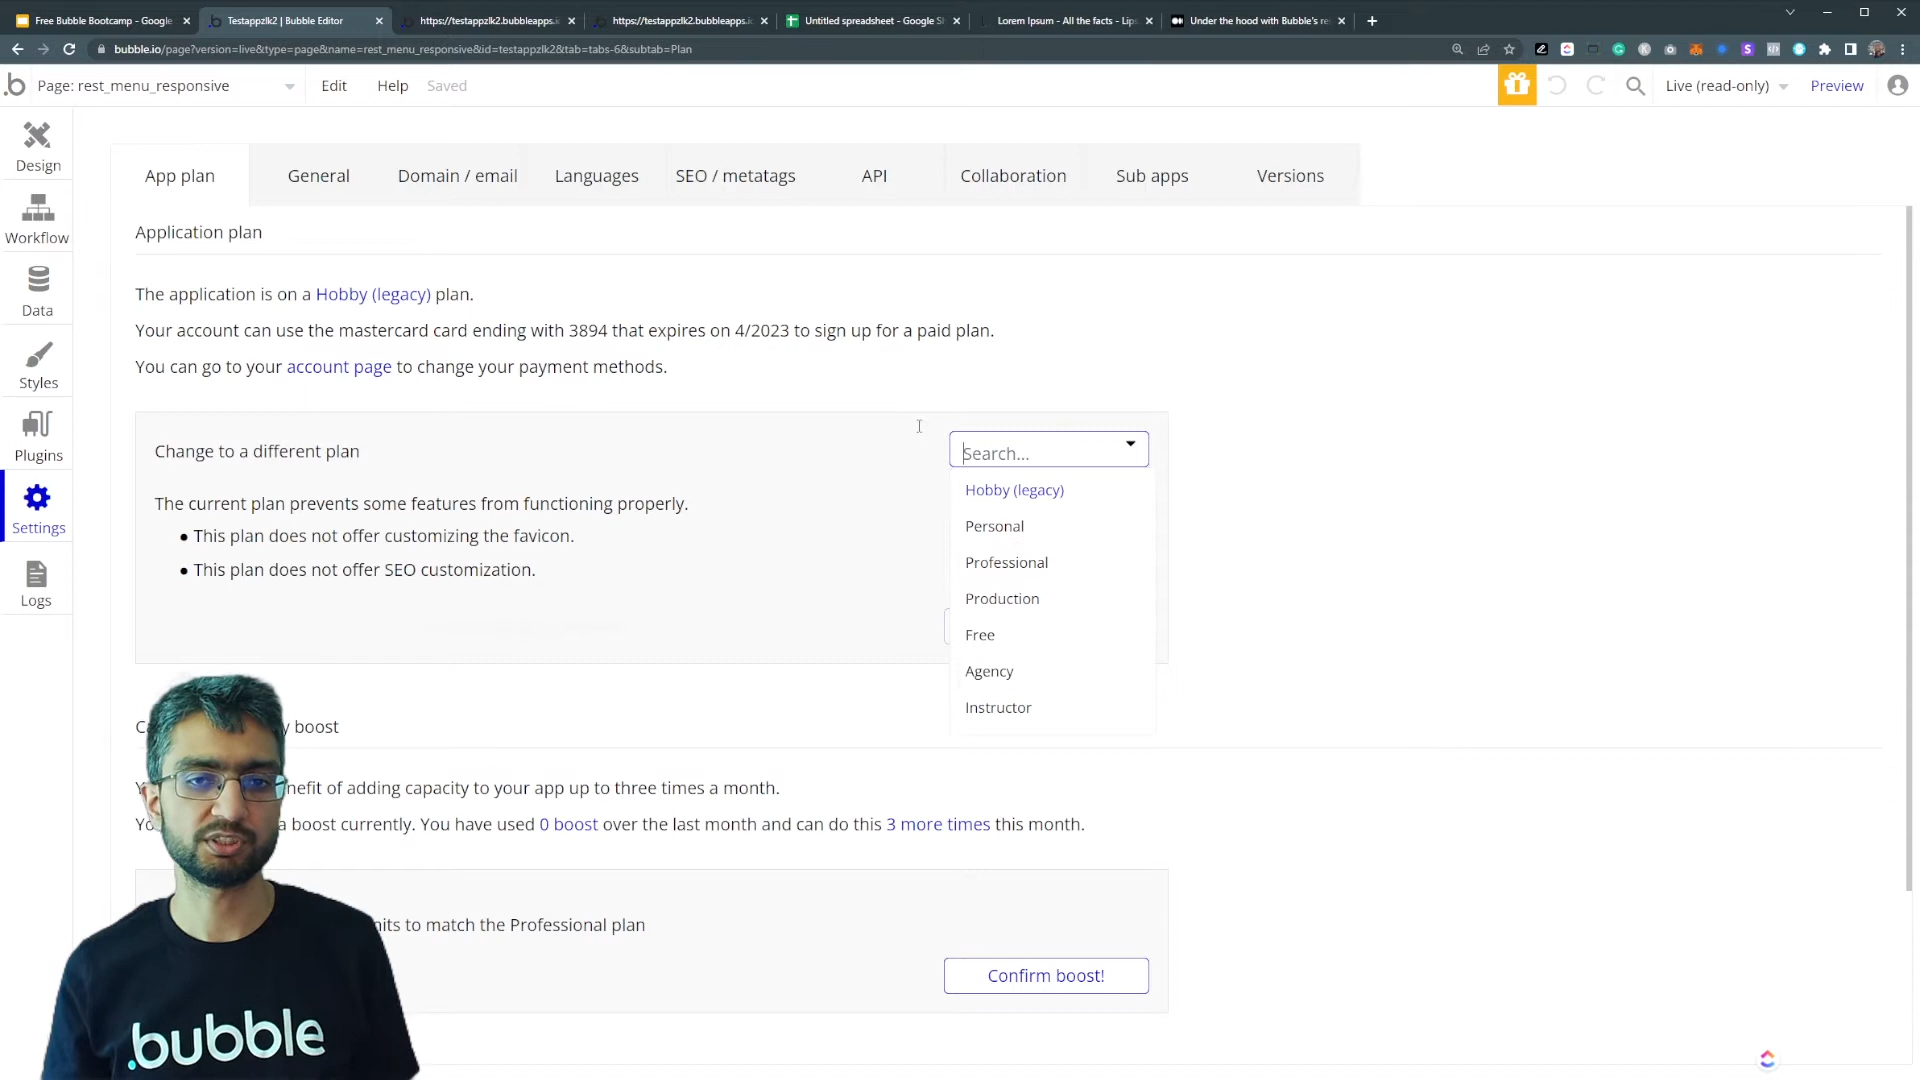 Free Bubble Bootcamp - Google
Testappzlk2 | Bubble Editor
https://testappzlk2.bubbleapps.i
https://testappzlk2.bubbleapps.i
Untitled spreadsheet - Google Sh
Lorem Ipsum - All the facts - Lips
Under the hood with Bubble's re
bubble.io/page?version=live&type=page&name=rest_menu_responsive&id=testappzlk2&tab=tabs-6&subtab=Plan
Page: rest_menu_responsive
Edit
Help
Saved
Live (read-only)
Preview
Design
Workflow
Data
Styles
Plugins
Settings
Logs
App plan
General
Domain / email
Languages
SEO / metatags
API
Collaboration
Sub apps
Versions
Application plan
The application is on a Hobby (legacy) plan.
Your account can use the mastercard card ending with 3894 that expires on 4/2023 to sign up for a paid plan.
You can go to your account page to change your payment methods.
Change to a different plan
Search...
The current plan prevents some features from functioning properly.
• This plan does not offer customizing the favicon.
• This plan does not offer SEO customization.
Hobby (legacy)
Personal
Professional
Production
Free
Agency
Instructor
y boost
nefit of adding capacity to your app up to three times a month.
a boost currently. You have used 0 boost over the last month and can do this 3 more times this month.
nits to match the Professional plan
Confirm boost!
.bubble